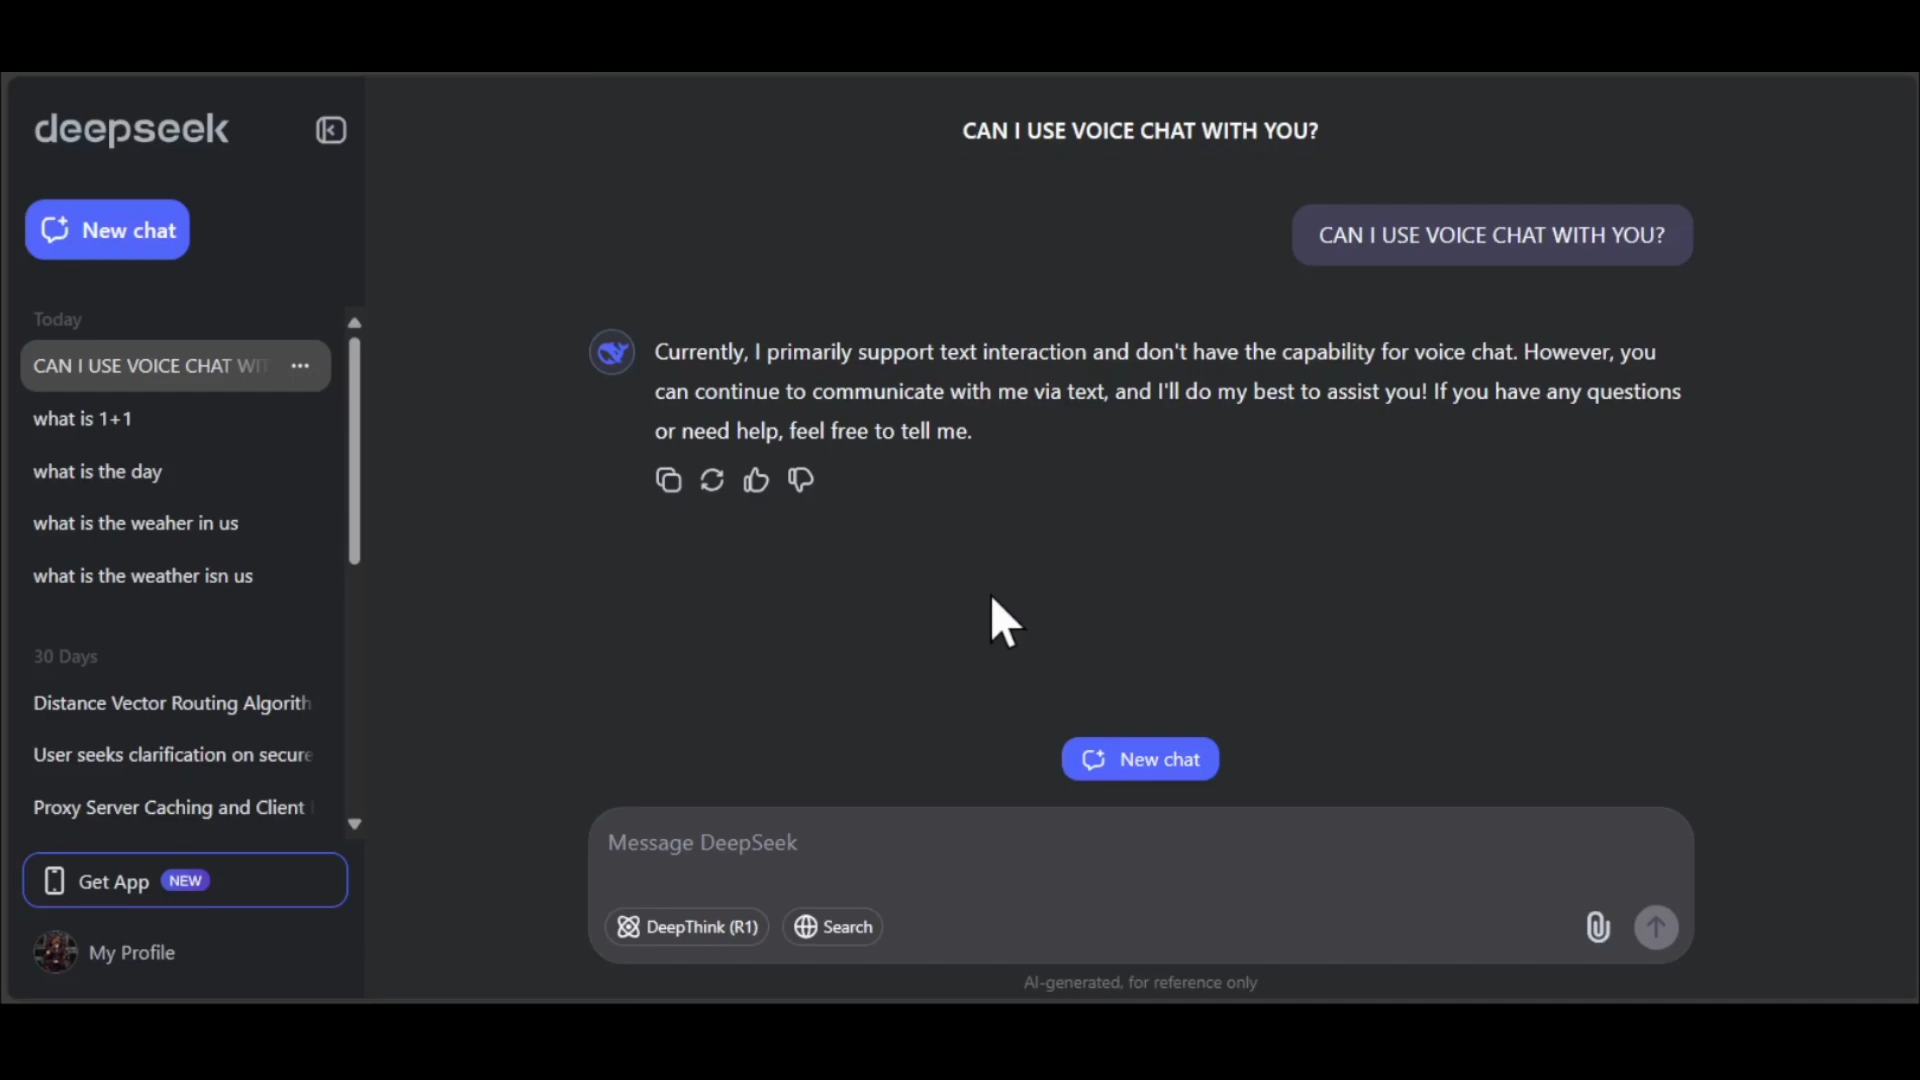 deepseek
New chat
Today
CAN I USE VOICE CHAT WIT
what is 1+1
what is the day
what is the weaher in us
what is the weather isn us
30 Days
Distance Vector Routing Algorith
User seeks clarification on secure
Proxy Server Caching and Client
Get App NEW
My Profile
CAN I USE VOICE CHAT WITH YOU?
CAN I USE VOICE CHAT WITH YOU?
Currently, I primarily support text interaction and don't have the capability for voice chat. However, you
can continue to communicate with me via text, and I'll do my best to assist you! If you have any questions
or need help, feel free to tell me.
New chat
Message DeepSeek
DeepThink (R1) Search
AI-generated, for reference only